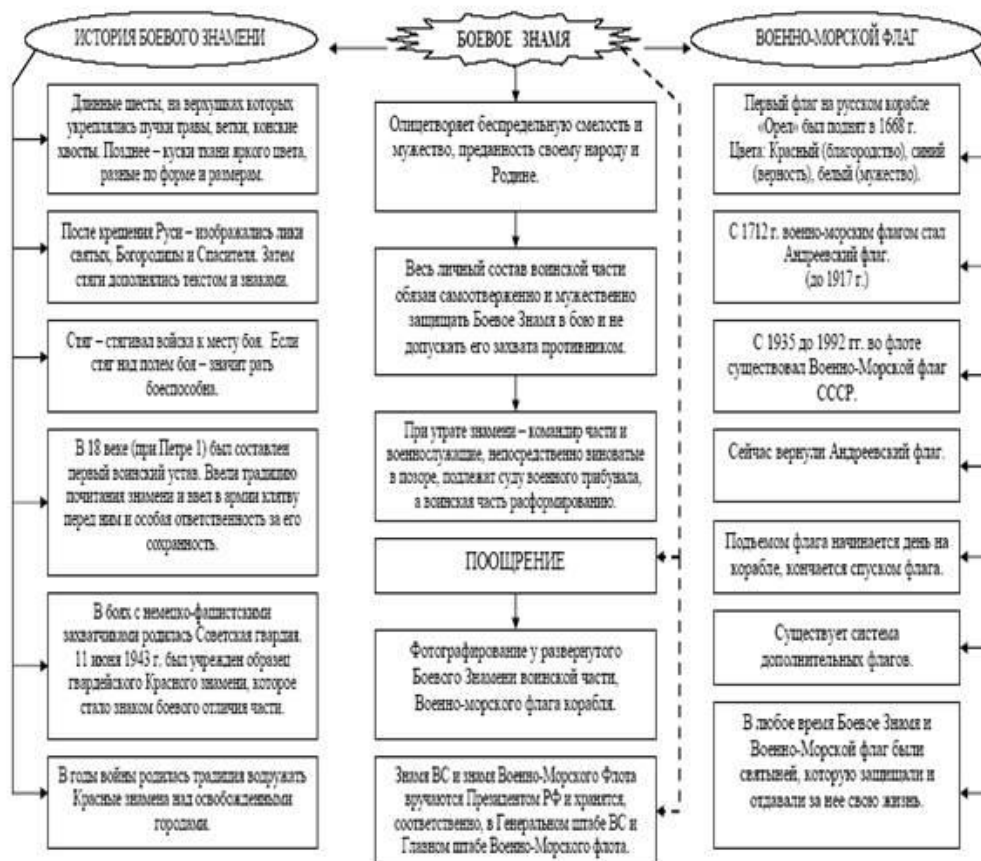 ИСТОРИЯ БОЕВОГО ЗНАМЕНИ
Длинные шесты, на верхушках которых
укреплялись пучки травы, ветки, конские
хвосты. Позднее – куски ткани яркого цвета,
разные по форме и размерам.
После крещения Руси – изображались лики
святых, Богородицы и Спасителя. Затем
стяги дополнялись текстом и знаками.
Стяг – стягивал войска к месту боя. Если
стяг над полем боя – значит рать
боеспособна.
В 18 веке (при Петре 1) был составлен
первый воинский устав. Ввели традицию
почитания знамени и ввел в армии клятву
перед ним и особая ответственность за его
сохранность.
В боях с немецко-фашистскими
захватчиками родилась Советская гвардия.
11 июня 1943 г. был учрежден образец
гвардейского Красного знамени, которое
стало знаком боевого отличия части.
В годы войны родилась традиция водружать
Красные знамена над освобожденными
городами.
БОЕВОЕ ЗНАМЯ
Олицетворяет беспредельную смелость и
мужество, преданность своему народу и
Родине.
Весь личный состав воинской части
обязан самоотверженно и мужественно
защищать Боевое Знамя в бою и не
допускать его захвата противником.
При утрате знамени – командир части и
военнослужащие, непосредственно виноватые
в позоре, подлежат суду военного трибунала,
а воинская часть расформированию.
ПООЩРЕНИЕ
Фотографирование у развернутого
Боевого Знамени воинской части,
Военно-морского флага корабля.
Знамя ВС и знамя Военно-Морского Флота
вручаются Президентом РФ и хранятся,
соответственно, в Генеральном штабе ВС и
Главном штабе Военно-Морского флота.
ВОЕННО-МОРСКОЙ ФЛАГ
Первый флаг на русском корабле
«Орел» был поднят в 1668 г.
Цвета: Красный (благородство), синий
(верность), белый (мужество).
С 1712 г. военно-морским флагом стал
Андреевский флаг.
(до 1917 г.)
С 1935 до 1992 гг. во флоте
существовал Военно-Морской флаг
СССР.
Сейчас вернули Андреевский флаг.
Подъемом флага начинается день на
корабле, кончается спуском флага.
Существует система
дополнительных флагов.
В любое время Боевое Знамя и
Военно-Морской флаг были
святыней, которую защищали и
отдавали за нее свою жизнь.